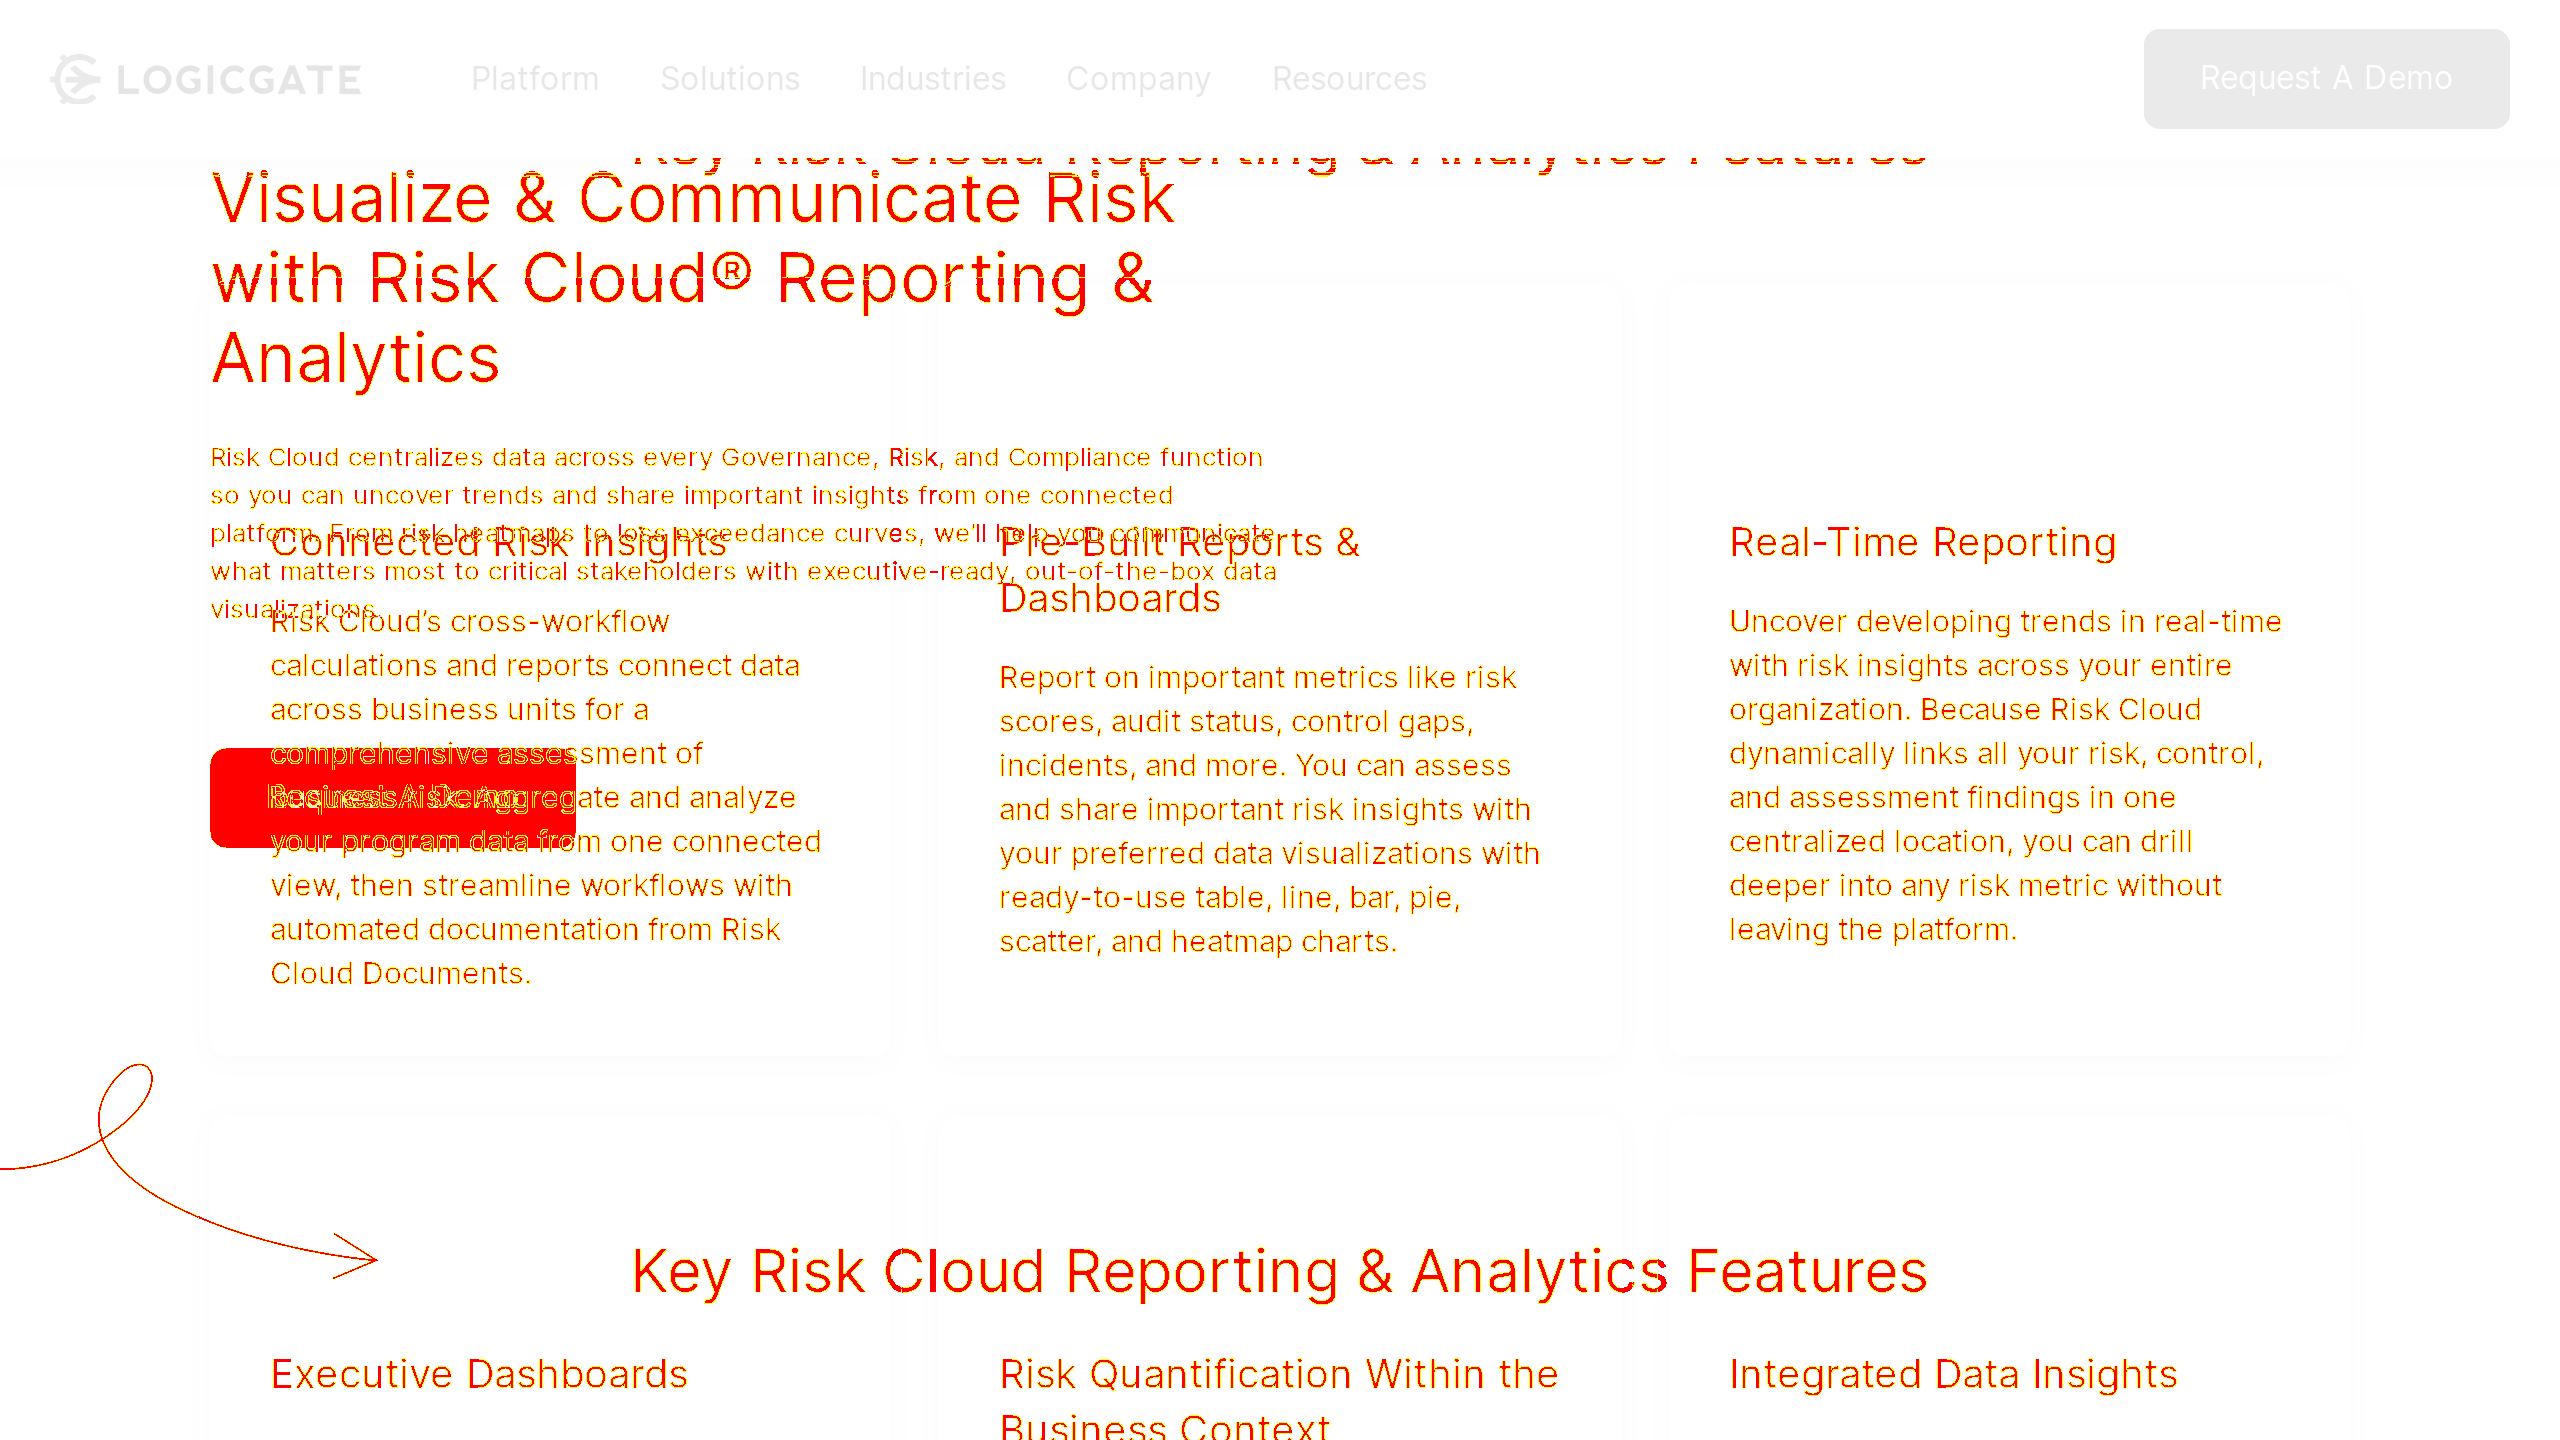 LOGICGATE
Platform
Solutions
Industries
Company
Resources
Request A Demo
Key Risk Cloud Reporting & Analytics Features
Visualize & Communicate Risk
with Risk Cloud® Reporting &
Analytics
Risk Cloud centralizes data across every Governance, Risk, and Compliance function
so you can uncover trends and share important insights from one connected
platform. From risk heatmaps to loss exceedance curves, we'll help you communicate
what matters most to critical stakeholders with executive-ready, out-of-the-box data
visualizations.
Request A Demo
Connected Risk Insights
Risk Cloud’s cross-workflow
calculations and reports connect data
across business units for a
comprehensive assessment of
business risk. Aggregate and analyze
your program data from one connected
view, then streamline workflows with
automated documentation from Risk
Cloud Documents.
Pre-Built Reports &
Dashboards
Report on important metrics like risk
scores, audit status, control gaps,
incidents, and more. You can assess
and share important risk insights with
your preferred data visualizations with
ready-to-use table, line, bar, pie,
scatter, and heatmap charts.
Real-Time Reporting
Uncover developing trends in real-time
with risk insights across your entire
organization. Because Risk Cloud
dynamically links all your risk, control,
and assessment findings in one
centralized location, you can drill
deeper into any risk metric without
leaving the platform.
Key Risk Cloud Reporting & Analytics Features
Executive Dashboards
Risk Quantification Within the
Business Context
Integrated Data Insights